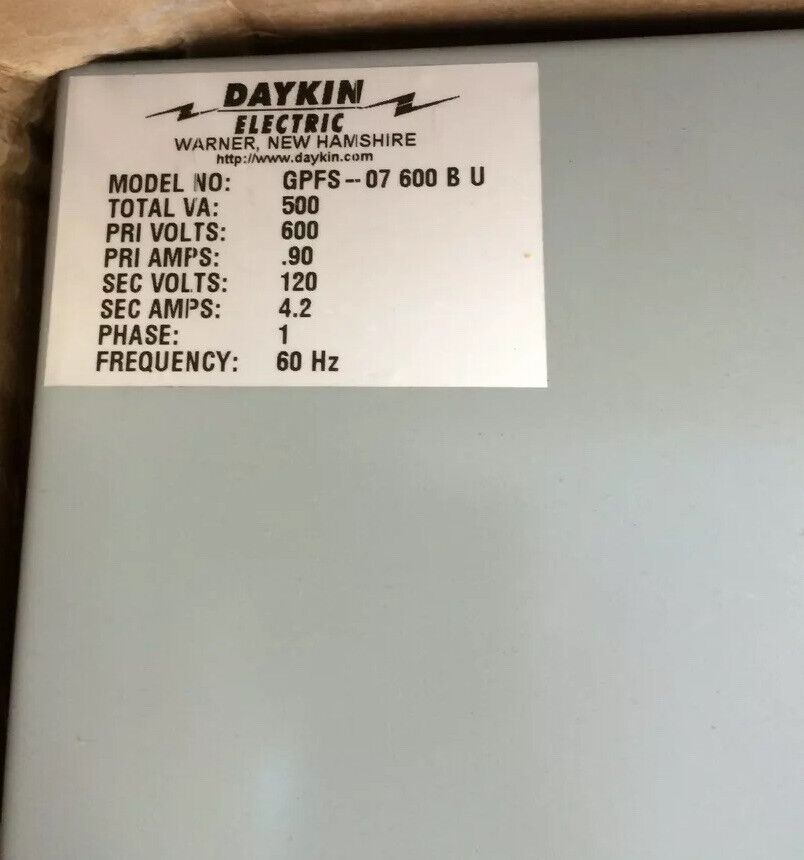 DAYKIN
ELECTRIC
WARNER, NEW HAMSHIRE
http://www.daykin.com
MODEL NO: GPFS--07 600 B U
TOTAL VA: 500
PRI VOLTS: 600
PRI AMPS: .90
SEC VOLTS: 120
SEC AMPS: 4.2
PHASE: 1
FREQUENCY: 60 Hz